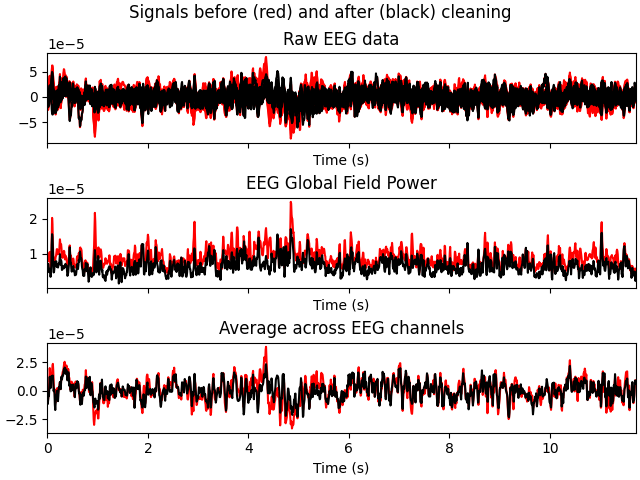 Signals before (red) and after (black) cleaning
Raw EEG data
1e−5
5
0
−5
Time (s)
EEG Global Field Power
1e−5
2
1
Time (s)
Average across EEG channels
1e−5
2.5
0.0
−2.5
0 2 4 6 8 10
Time (s)